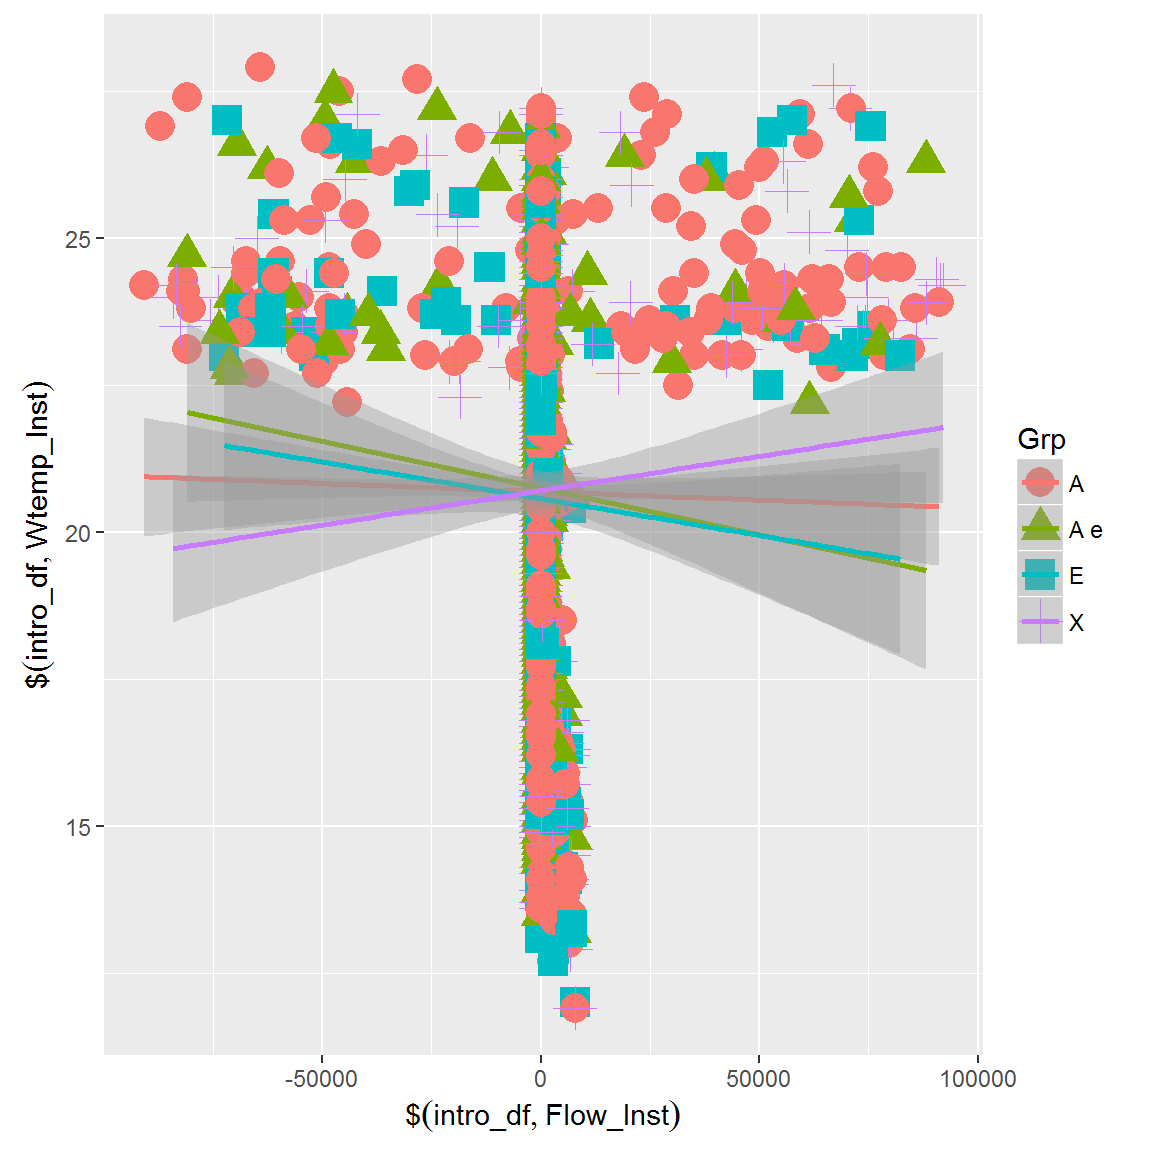 $(intro_df, Wtemp_Inst)
25
20
15
-50000
0
50000
100000
$(intro_df, Flow_Inst)
Grp
A
A e
E
X